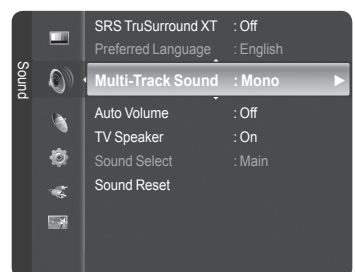 Sound
SRS TruSurround XT : Off
Preferred Language : English
Multi-Track Sound : Mono
Auto Volume : Off
TV Speaker : On
Sound Select : Main
Sound Reset